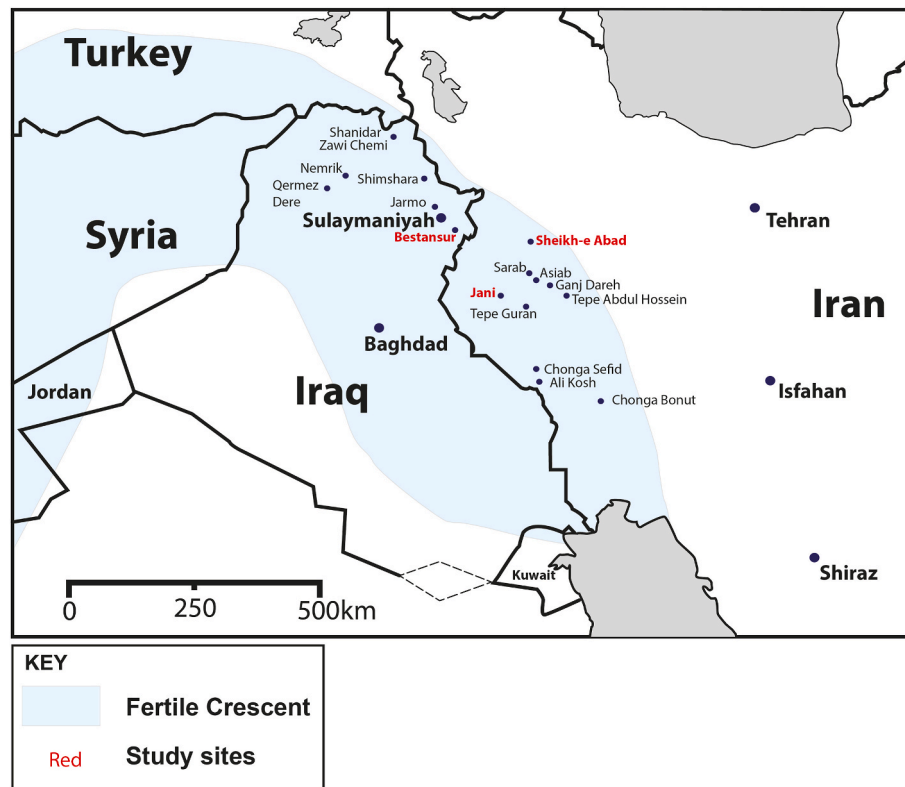 Turkey
Shanidar
Zawi Chemi
Nemrik
Shimshara
Qermez
Dere
Jarmo
Sulaymaniyah
Bestansur
Tehran
Syria
Sheikh-e Abad
Sarab
Asiab
Ganj Dareh
Jani
Tepe Abdul Hossein
Tepe Guran
Iran
Baghdad
Chonga Sefid
Ali Kosh
Jordan
Iraq
Isfahan
Chonga Bonut
Kuwait
Shiraz
0
250
500km
KEY
Fertile Crescent
Red
Study sites